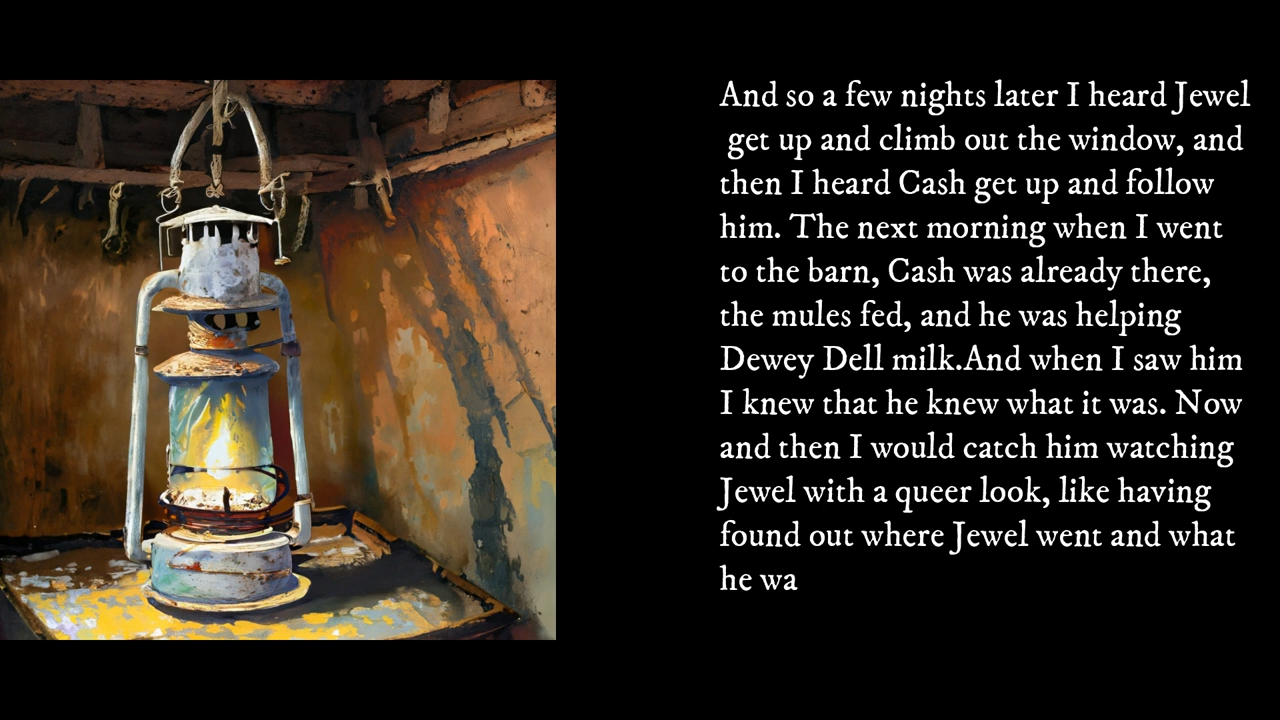 And so a few nights later I heard Jewel
get up and climb out the window, and
then I heard Cash get up and follow
him. The next morning when I went
to the barn, Cash was already there,
the mules fed, and he was helping
Dewey Dell milk.And when I saw him
I knew that he knew what it was. Now
and then I would catch him watching
Jewel with a queer look, like having
found out where Jewel went and what
he wa